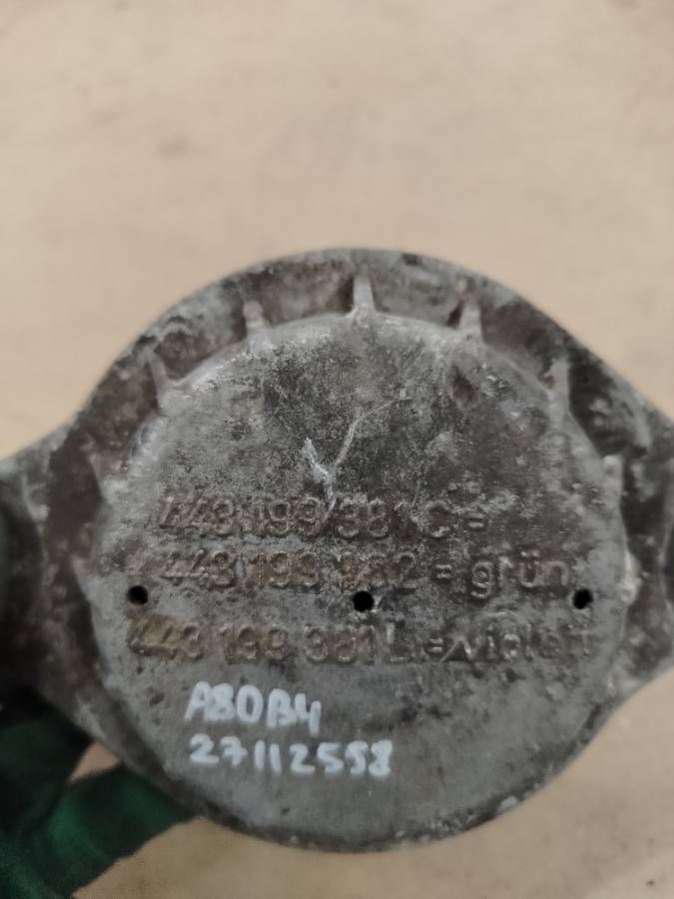 443 199 381 C =
443 199 382 = grün
443 199 381 L = violett
A80B4
27112558